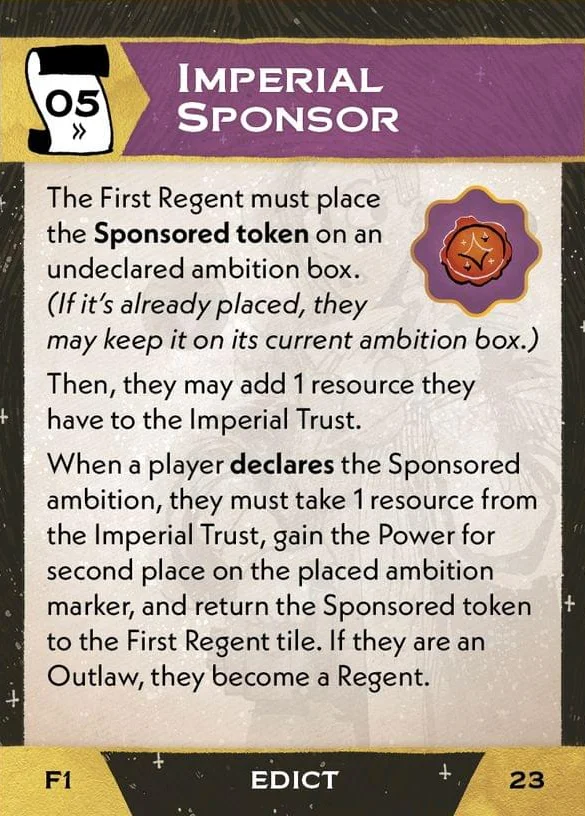 05
»
IMPERIAL
SPONSOR
The First Regent must place
the Sponsored token on an
undeclared ambition box.
(If it's already placed, they
may keep it on its current ambition box.)
Then, they may add 1 resource they
have to the Imperial Trust.
When a player declares the Sponsored
ambition, they must take 1 resource from
the Imperial Trust, gain the Power for
second place on the placed ambition
marker, and return the Sponsored token
to the First Regent tile. If they are an
Outlaw, they become a Regent.
F1 EDICT 23